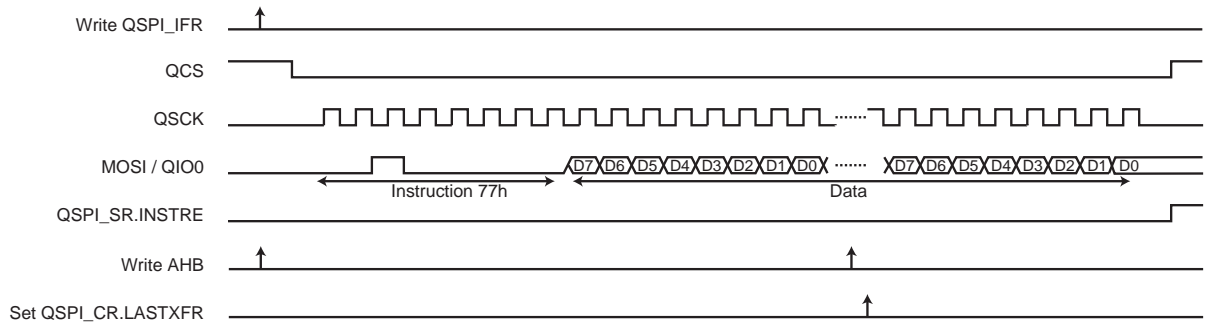 Write QSPI_IFR
QCS
QSCK
MOSI / QIO0
D7 D6 D5 D4 D3 D2 D1 D0 D7 D6 D5 D4 D3 D2 D1 D0
Instruction 77h
Data
QSPI_SR.INSTRE
Write AHB
Set QSPI_CR.LASTXFR